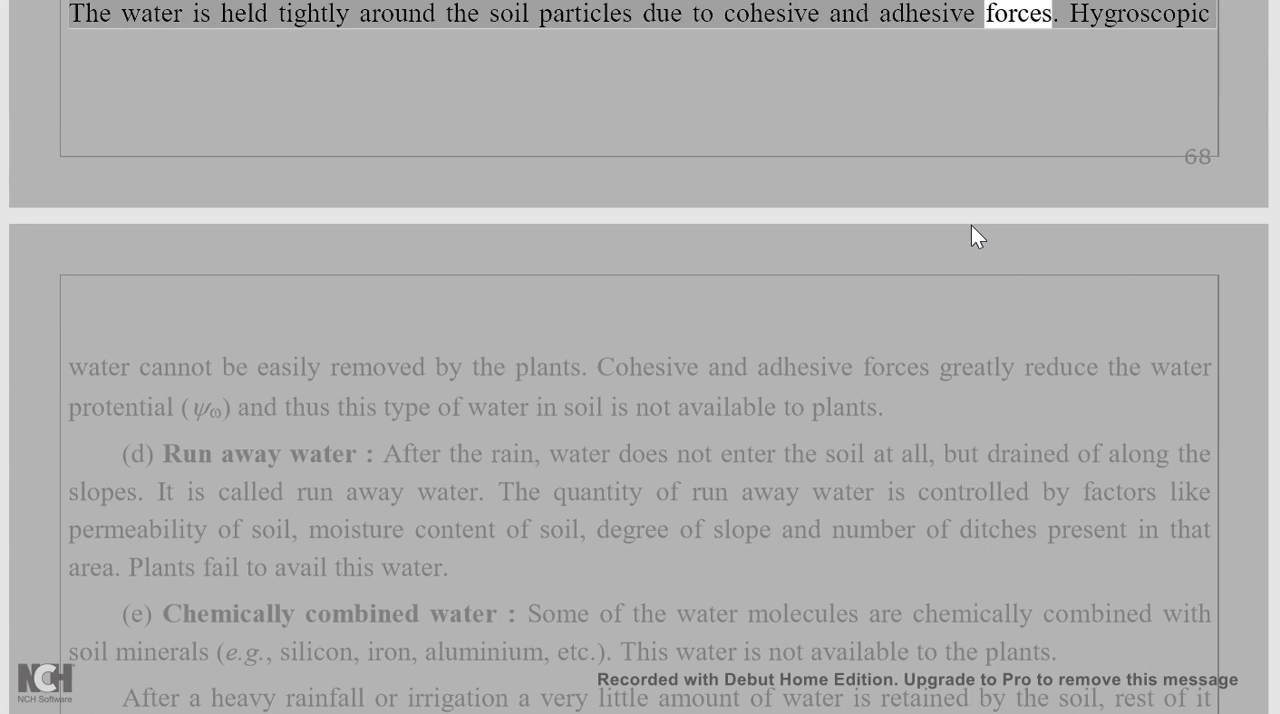 The water is held tightly around the soil particles due to cohesive and adhesive forces. Hygroscopic
68
water cannot be easily removed by the plants. Cohesive and adhesive forces greatly reduce the water
protential (ψω) and thus this type of water in soil is not available to plants.
(d) Run away water : After the rain, water does not enter the soil at all, but drained of along the
slopes. It is called run away water. The quantity of run away water is controlled by factors like
permeability of soil, moisture content of soil, degree of slope and number of ditches present in that
area. Plants fail to avail this water.
(e) Chemically combined water : Some of the water molecules are chemically combined with
soil minerals (e.g., silicon, iron, aluminium, etc.). This water is not available to the plants.
NCH
NCH Software
Recorded with Debut Home Edition. Upgrade to Pro to remove this message
After a heavy rainfall or irrigation a very little amount of water is retained by the soil, rest of it